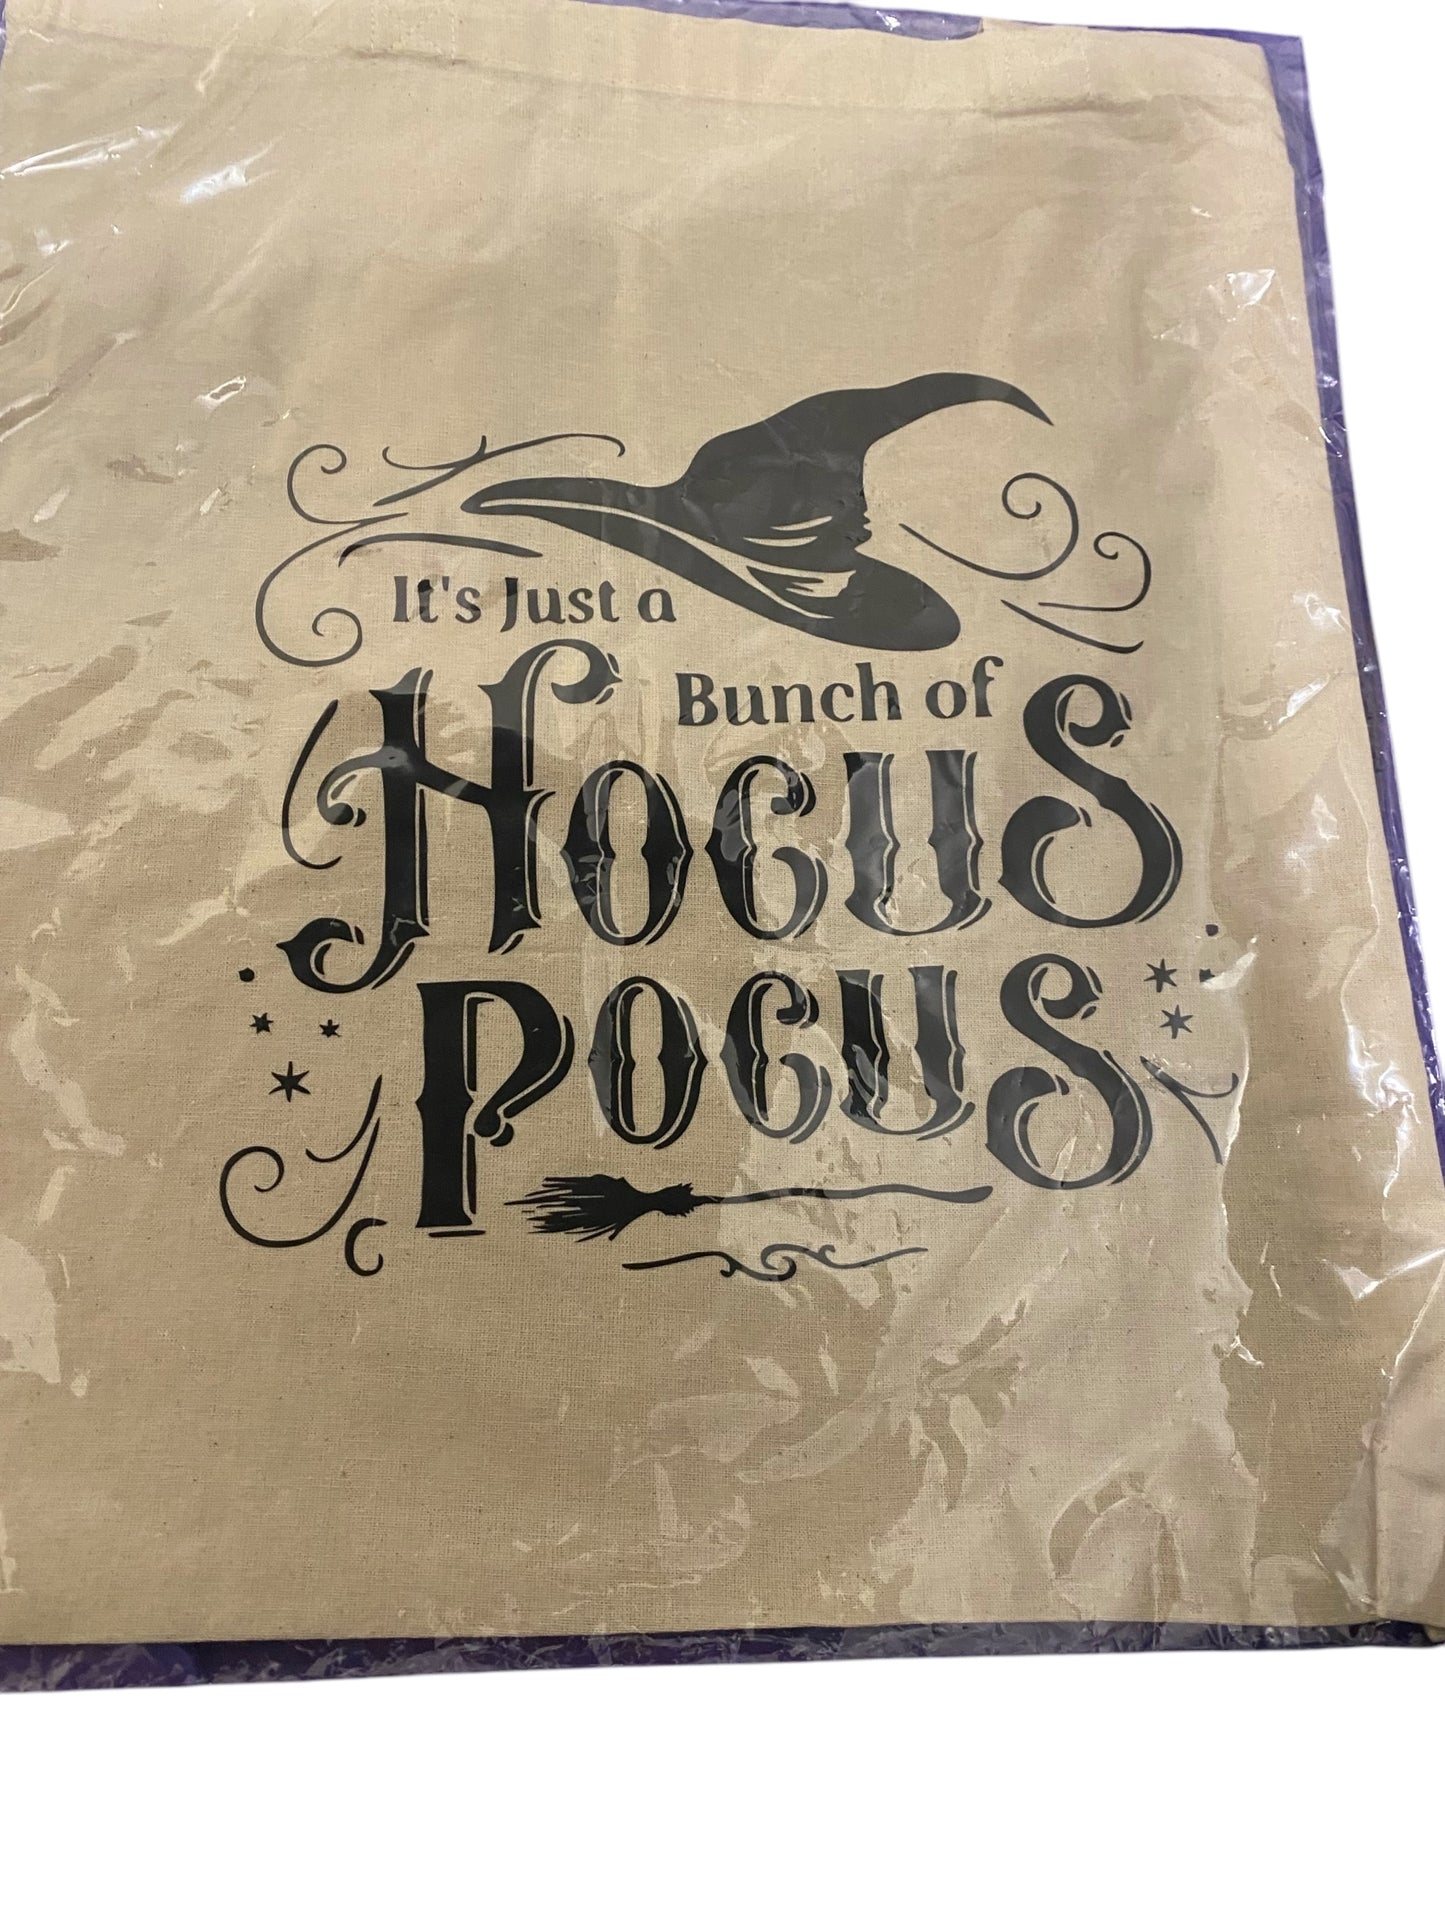 It's Just a
Bunch of
Hocus
Pocus